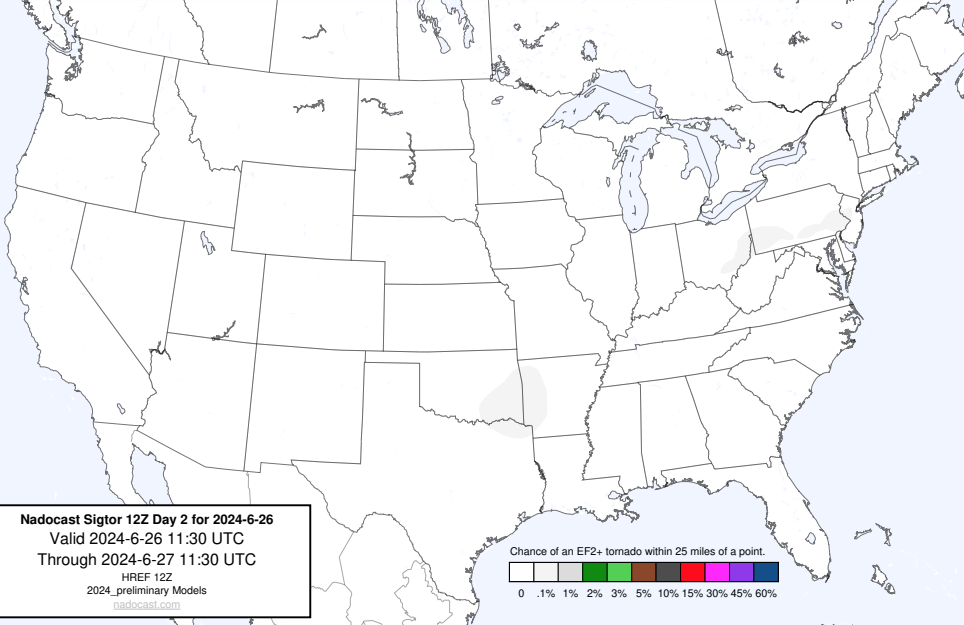 Nadocast Sigtor 12Z Day 2 for 2024-6-26
Valid 2024-6-26 11:30 UTC
Through 2024-6-27 11:30 UTC
HREF 12Z
2024_preliminary Models
nadocast.com
Chance of an EF2+ tornado within 25 miles of a point.
0 .1% 1% 2% 3% 5% 10% 15% 30% 45% 60%